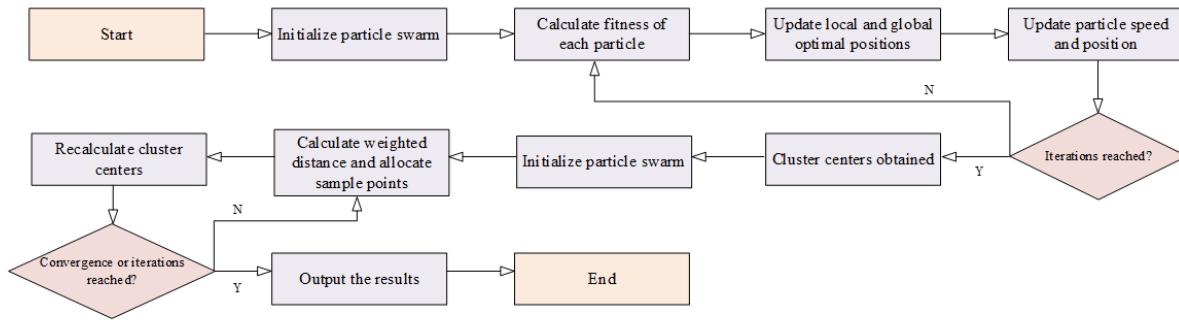 Start
Initialize particle swarm
Calculate fitness of
each particle
Update local and global
optimal positions
Update particle speed
and position
N
Iterations reached?
Y
Cluster centers obtained
Initialize particle swarm
Calculate weighted
distance and allocate
sample points
Recalculate cluster
centers
N
Convergence or iterations
reached?
Y
Output the results
End